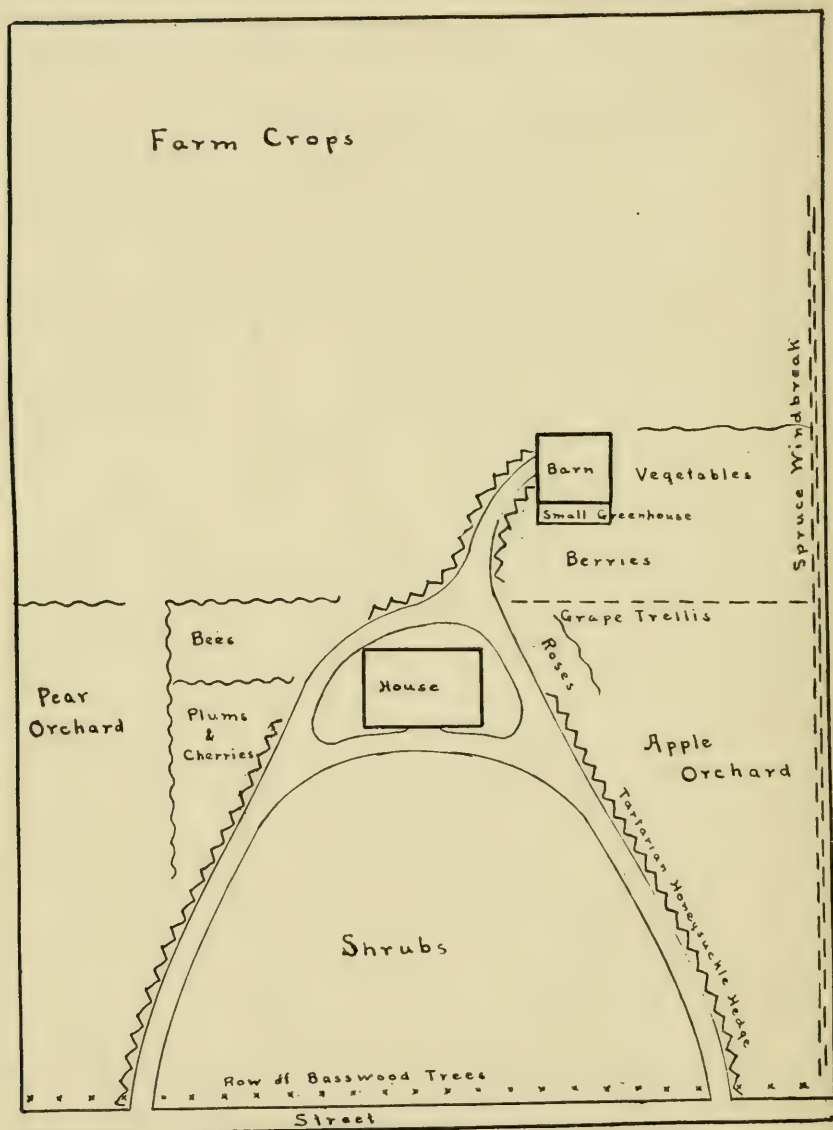 Farm Crops
Spruce Windbreak
Barn
Vegetables
Small Greenhouse
Berries
Grape Trellis
Bees
Roses
House
Pear
Orchard
Plums
&
Cherries
Apple
Orchard
Tartarian Honeysuckle Hedge
Shrubs
Row of Basswood Trees
Street